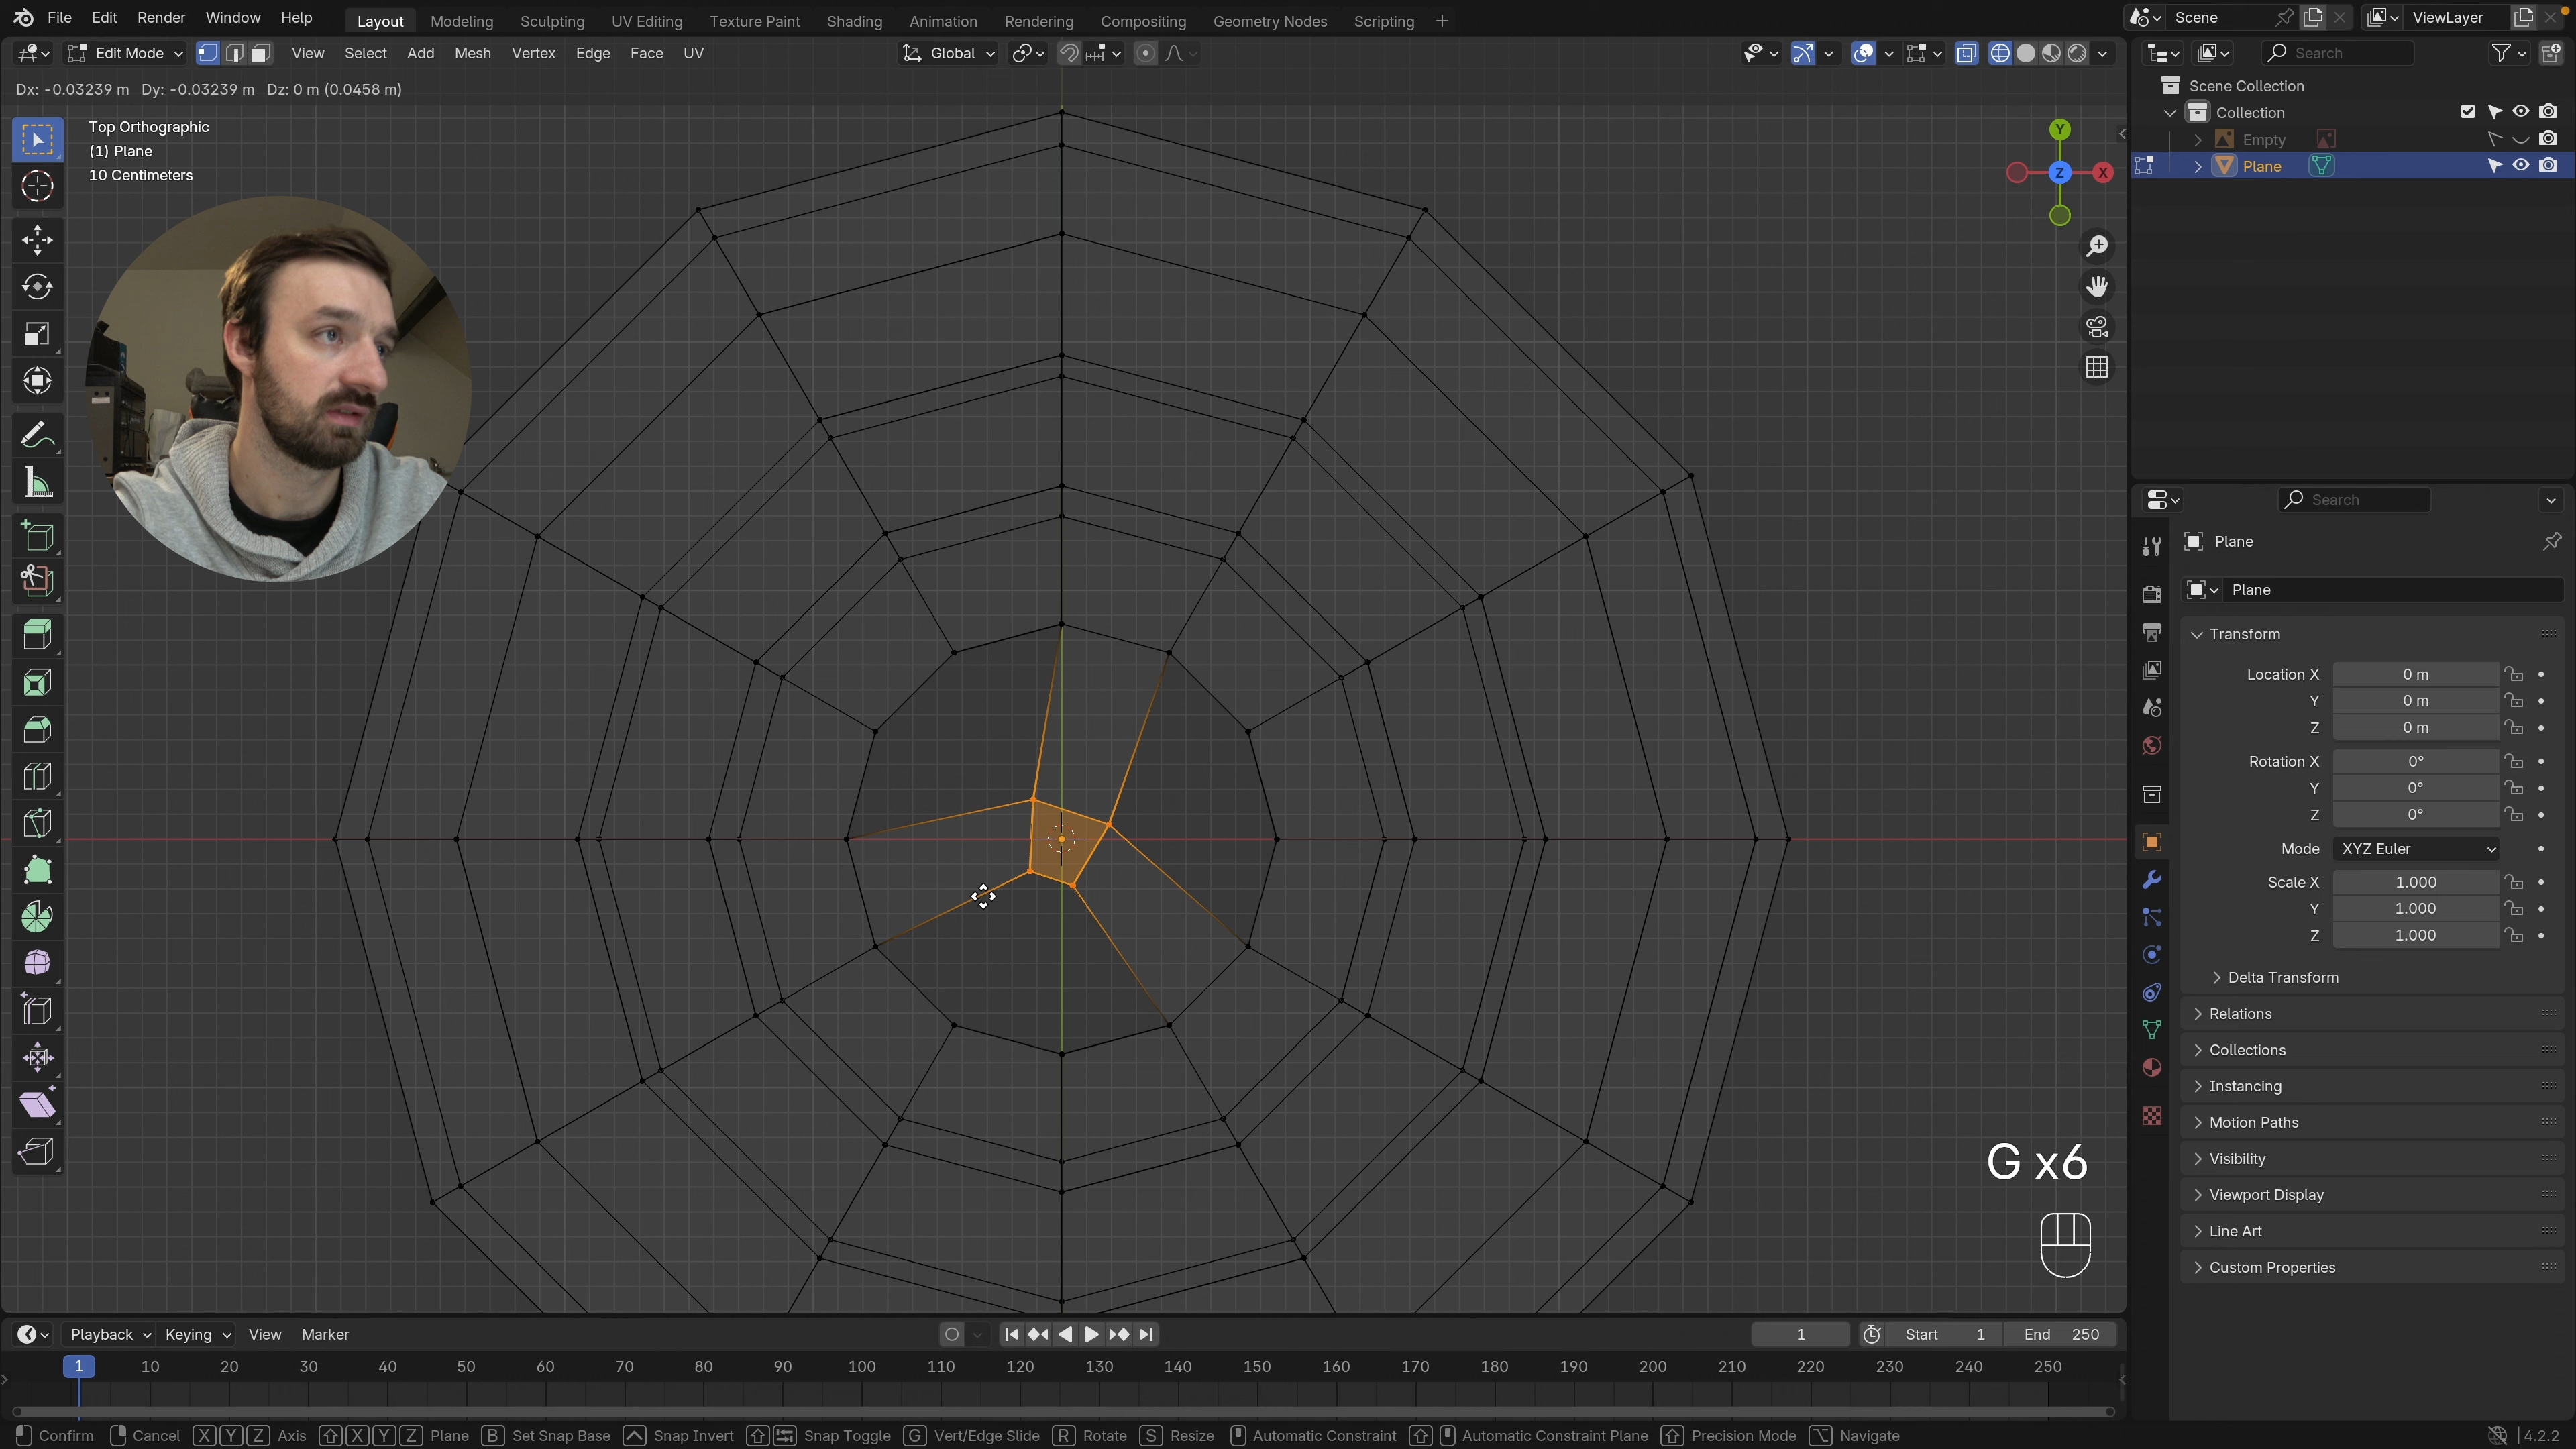 File Edit Render Window Help Layout Modeling Sculpting UV Editing Texture Paint Shading Animation Rendering Compositing Geometry Nodes Scripting + Scene ViewLayer
Edit Mode View Select Add Mesh Vertex Edge Face UV Global Search
Dx: -0.03239 m Dy: -0.03239 m Dz: 0 m (0.0458 m)
Top Orthographic
(1) Plane
10 Centimeters
Y
Z
X
Scene Collection
Collection
Empty
Plane
Search
Plane
Plane
Transform
Location X 0 m
Y 0 m
Z 0 m
Rotation X 0°
Y 0°
Z 0°
Mode XYZ Euler
Scale X 1.000
Y 1.000
Z 1.000
Delta Transform
Relations
Collections
Instancing
Motion Paths
Visibility
Viewport Display
Line Art
Custom Properties
G x6
Playback Keying View Marker 1 Start 1 End 250
1 10 20 30 40 50 60 70 80 90 100 110 120 130 140 150 160 170 180 190 200 210 220 230 240 250
Confirm Cancel X Y Z Axis X Y Z Plane B Set Snap Base Snap Invert Snap Toggle G Vert/Edge Slide R Rotate S Resize Automatic Constraint Automatic Constraint Plane Precision Mode Navigate 4.2.2